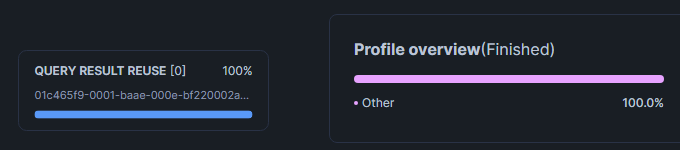 QUERY RESULT REUSE [0] 100%
01c465f9-0001-baae-000e-bf220002a...
Profile overview(Finished)
Other 100.0%